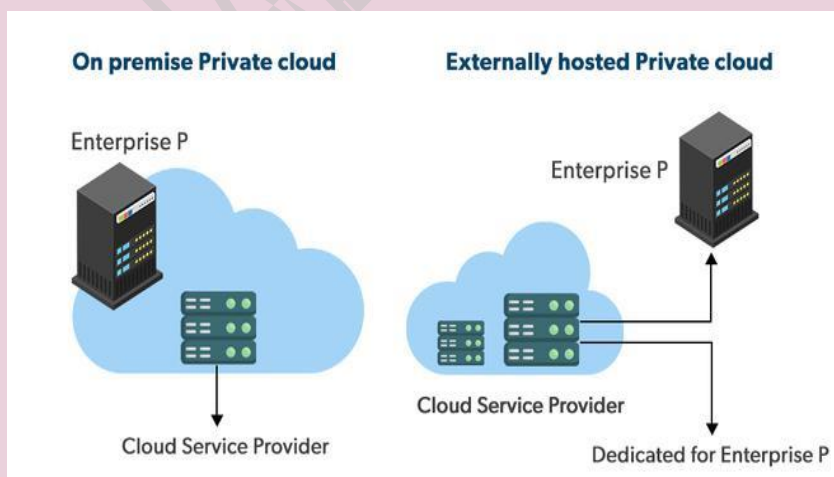 On premise Private cloud
Enterprise P
Cloud Service Provider
Externally hosted Private cloud
Enterprise P
Cloud Service Provider
Dedicated for Enterprise P